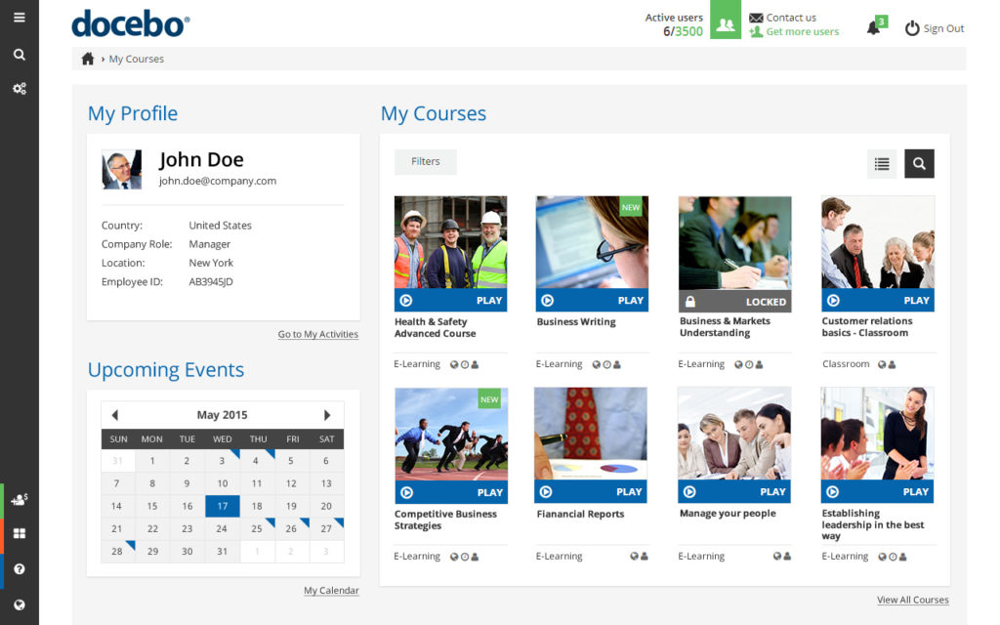 docebo®
Active users
6/3500
Contact us
Get more users
3
Sign Out
My Courses
My Profile
John Doe
john.doe@company.com
Country: United States
Company Role: Manager
Location: New York
Employee ID: AB3945JD
Go to My Activities
Upcoming Events
May 2015
SUN MON TUE WED THU FRI SAT
31 1 2 3 4 5 6
7 8 9 10 11 12 13
14 15 16 17 18 19 20
21 22 23 24 25 26 27
28 29 30 31 1 2 3
My Calendar
My Courses
Filters
PLAY
Health & Safety
Advanced Course
E-Learning
NEW
PLAY
Business Writing
E-Learning
LOCKED
Business & Markets
Understanding
E-Learning
PLAY
Customer relations
basics - Classroom
Classroom
NEW
PLAY
Competitive Business
Strategies
E-Learning
PLAY
Fianancial Reports
E-Learning
PLAY
Manage your people
E-Learning
PLAY
Establishing
leadership in the best
way
E-Learning
View All Courses